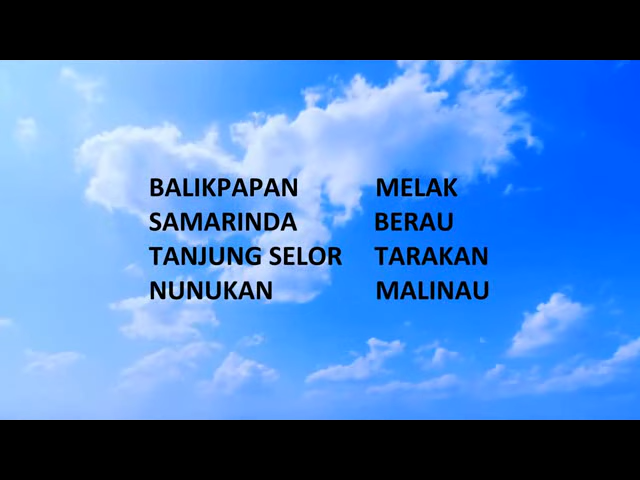 BALIKPAPAN MELAK
SAMARINDA BERAU
TANJUNG SELOR TARAKAN
NUNUKAN MALINAU